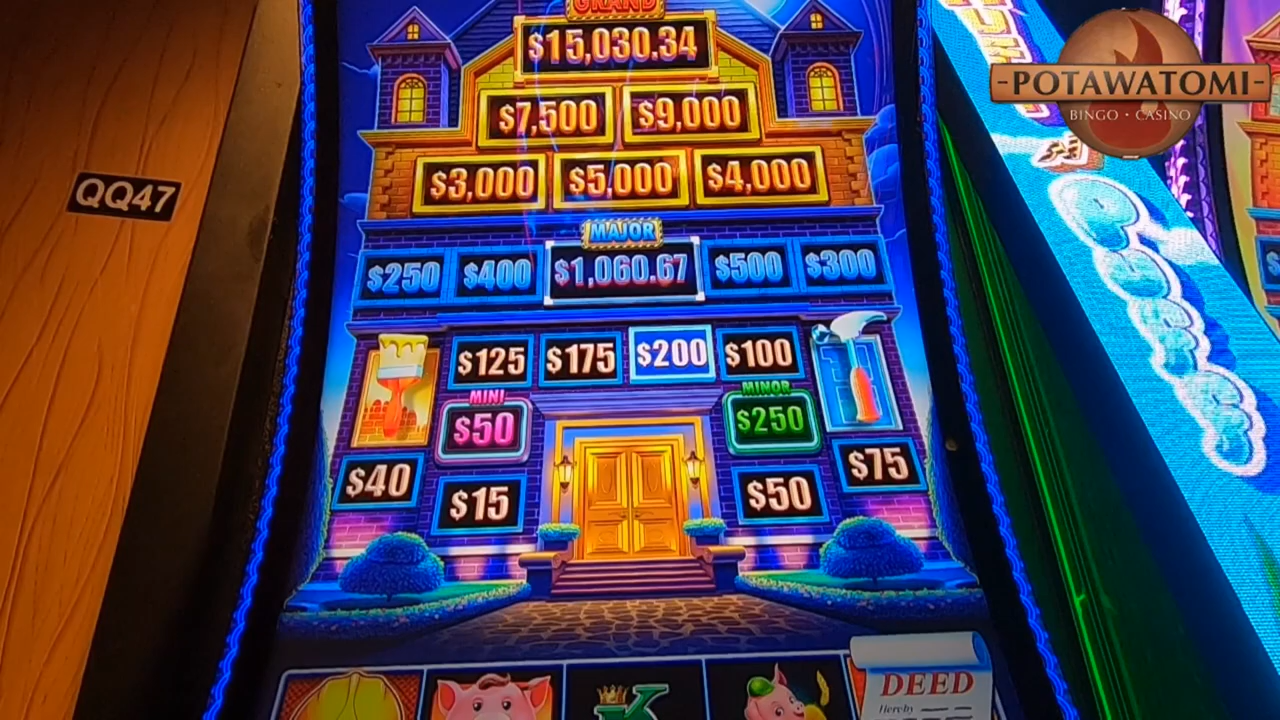 GRAND
$15,030.34
$7,500 $9,000
$3,000 $5,000 $4,000
MAJOR
$250 $400 $1,060.67 $500 $300
$125 $175 $200 $100
MINI
$50
MINOR
$250
$40
$15
$50
$75
DEED
Hereby
K
QQ47
-POTAWATOMI-
BINGO • CASINO